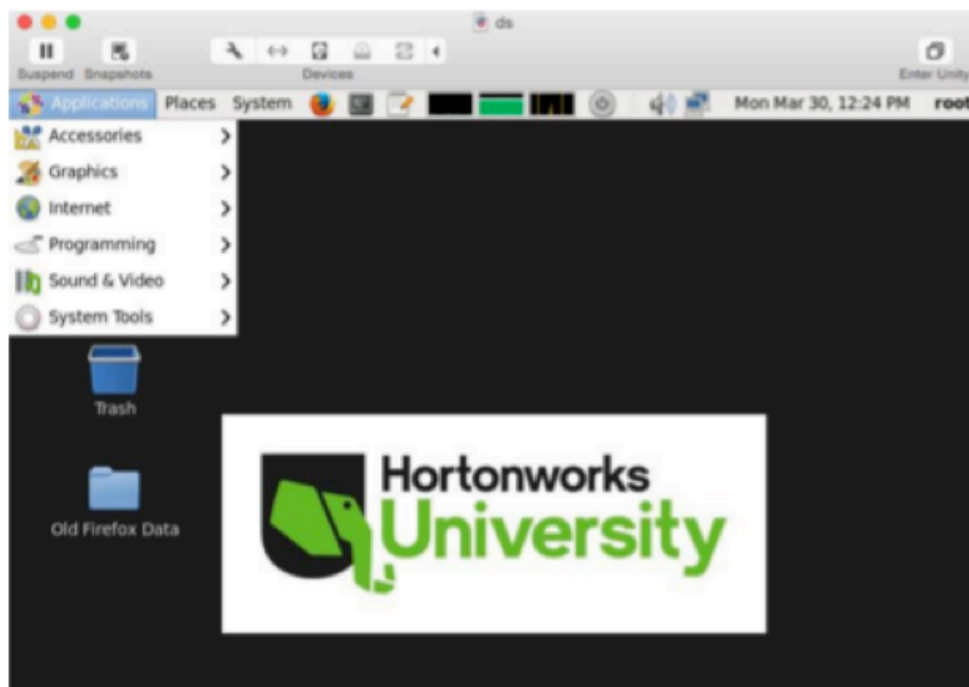 ds
Suspend Snapshots Devices Enter Unity
Applications Places System Mon Mar 30, 12:24 PM root
Accessories
Graphics
Internet
Programming
Sound & Video
System Tools
Trash
Old Firefox Data
Hortonworks
University